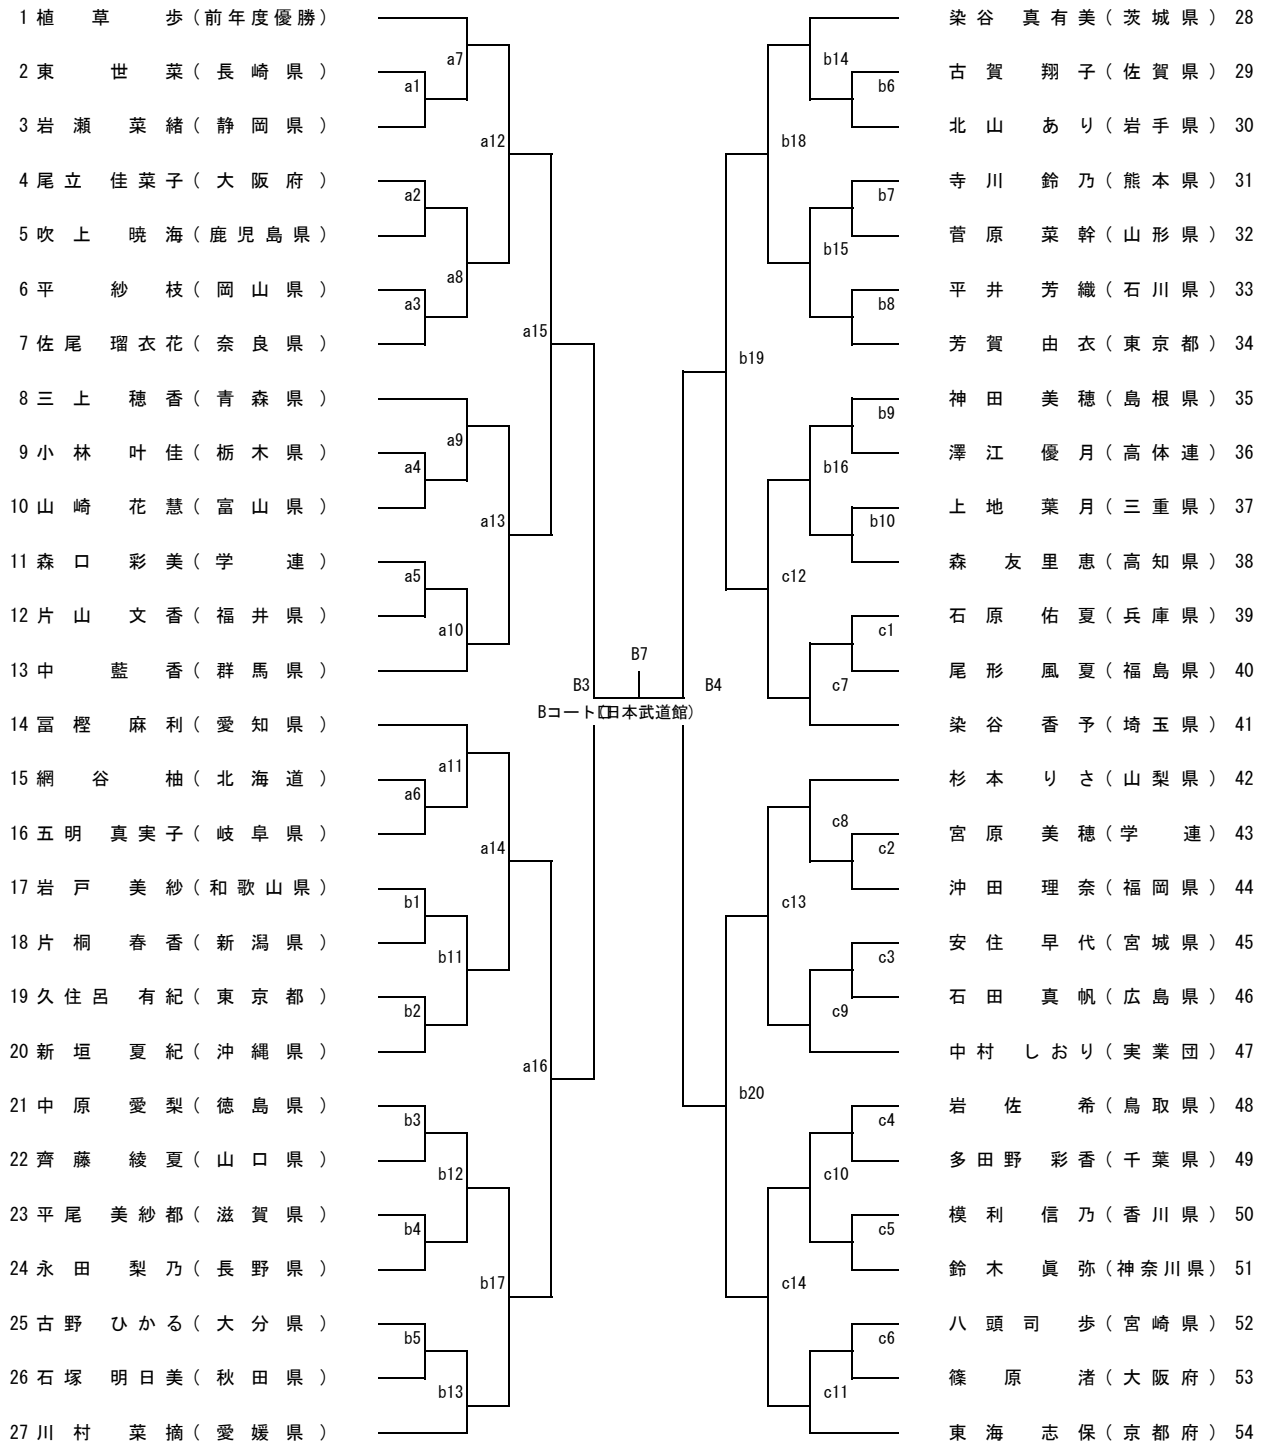 1 植草 歩 (前年度優勝)
a7
2 東 世菜 (長崎県)
a1
3 岩瀬 菜緒 (静岡県)
a12
4 尾立 佳菜子 (大阪府)
a2
5 吹上 暁海 (鹿児島県)
a8
6 平 紗枝 (岡山県)
a3
7 佐尾 瑠衣花 (奈良県)
a15
8 三上 穂香 (青森県)
a9
9 小林 叶佳 (栃木県)
a4
10 山崎 花慧 (富山県)
a13
11 森口 彩美 (学連)
a5
12 片山 文香 (福井県)
a10
13 中 藍香 (群馬県)
B3
14 冨樫 麻利 (愛知県)
a11
15 網谷 柚 (北海道)
a6
16 五明 真実子 (岐阜県)
a14
17 岩戸 美紗 (和歌山県)
b1
18 片桐 春香 (新潟県)
b11
19 久住呂 有紀 (東京都)
b2
20 新垣 夏紀 (沖縄県)
a16
21 中原 愛梨 (徳島県)
b3
22 齊藤 綾夏 (山口県)
b12
23 平尾 美紗都 (滋賀県)
b4
24 永田 梨乃 (長野県)
b17
25 古野 ひかる (大分県)
b5
26 石塚 明日美 (秋田県)
b13
27 川村 菜摘 (愛媛県)
B7
Bコート(日本武道館)
染谷 真有美 (茨城県) 28
b14
古賀 翔子 (佐賀県) 29
b6
北山 あり (岩手県) 30
b18
寺川 鈴乃 (熊本県) 31
b7
菅原 菜幹 (山形県) 32
b15
平井 芳織 (石川県) 33
b8
芳賀 由衣 (東京都) 34
b19
神田 美穂 (島根県) 35
b9
澤江 優月 (高体連) 36
b16
上地 葉月 (三重県) 37
b10
森 友里恵 (高知県) 38
c12
石原 佑夏 (兵庫県) 39
c1
尾形 風夏 (福島県) 40
c7
B4
染谷 香予 (埼玉県) 41
杉本 りさ (山梨県) 42
c8
宮原 美穂 (学連) 43
c2
沖田 理奈 (福岡県) 44
c13
安住 早代 (宮城県) 45
c3
石田 真帆 (広島県) 46
c9
中村 しおり (実業団) 47
b20
岩佐 希 (鳥取県) 48
c4
多田野 彩香 (千葉県) 49
c10
模利 信乃 (香川県) 50
c5
鈴木 眞弥 (神奈川県) 51
c14
八頭司 歩 (宮崎県) 52
c6
篠原 渚 (大阪府) 53
c11
東海 志保 (京都府) 54